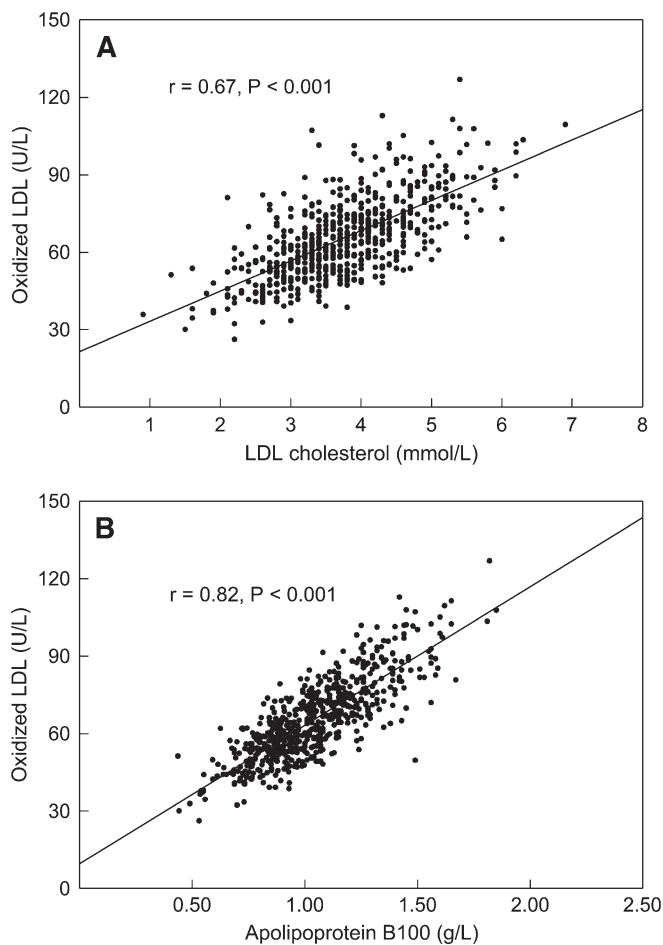 A
r = 0.67, P < 0.001
Oxidized LDL (U/L)
150
120
90
60
30
0
1 2 3 4 5 6 7 8
LDL cholesterol (mmol/L)
B
r = 0.82, P < 0.001
Oxidized LDL (U/L)
150
120
90
60
30
0
0.50 1.00 1.50 2.00 2.50
Apolipoprotein B100 (g/L)